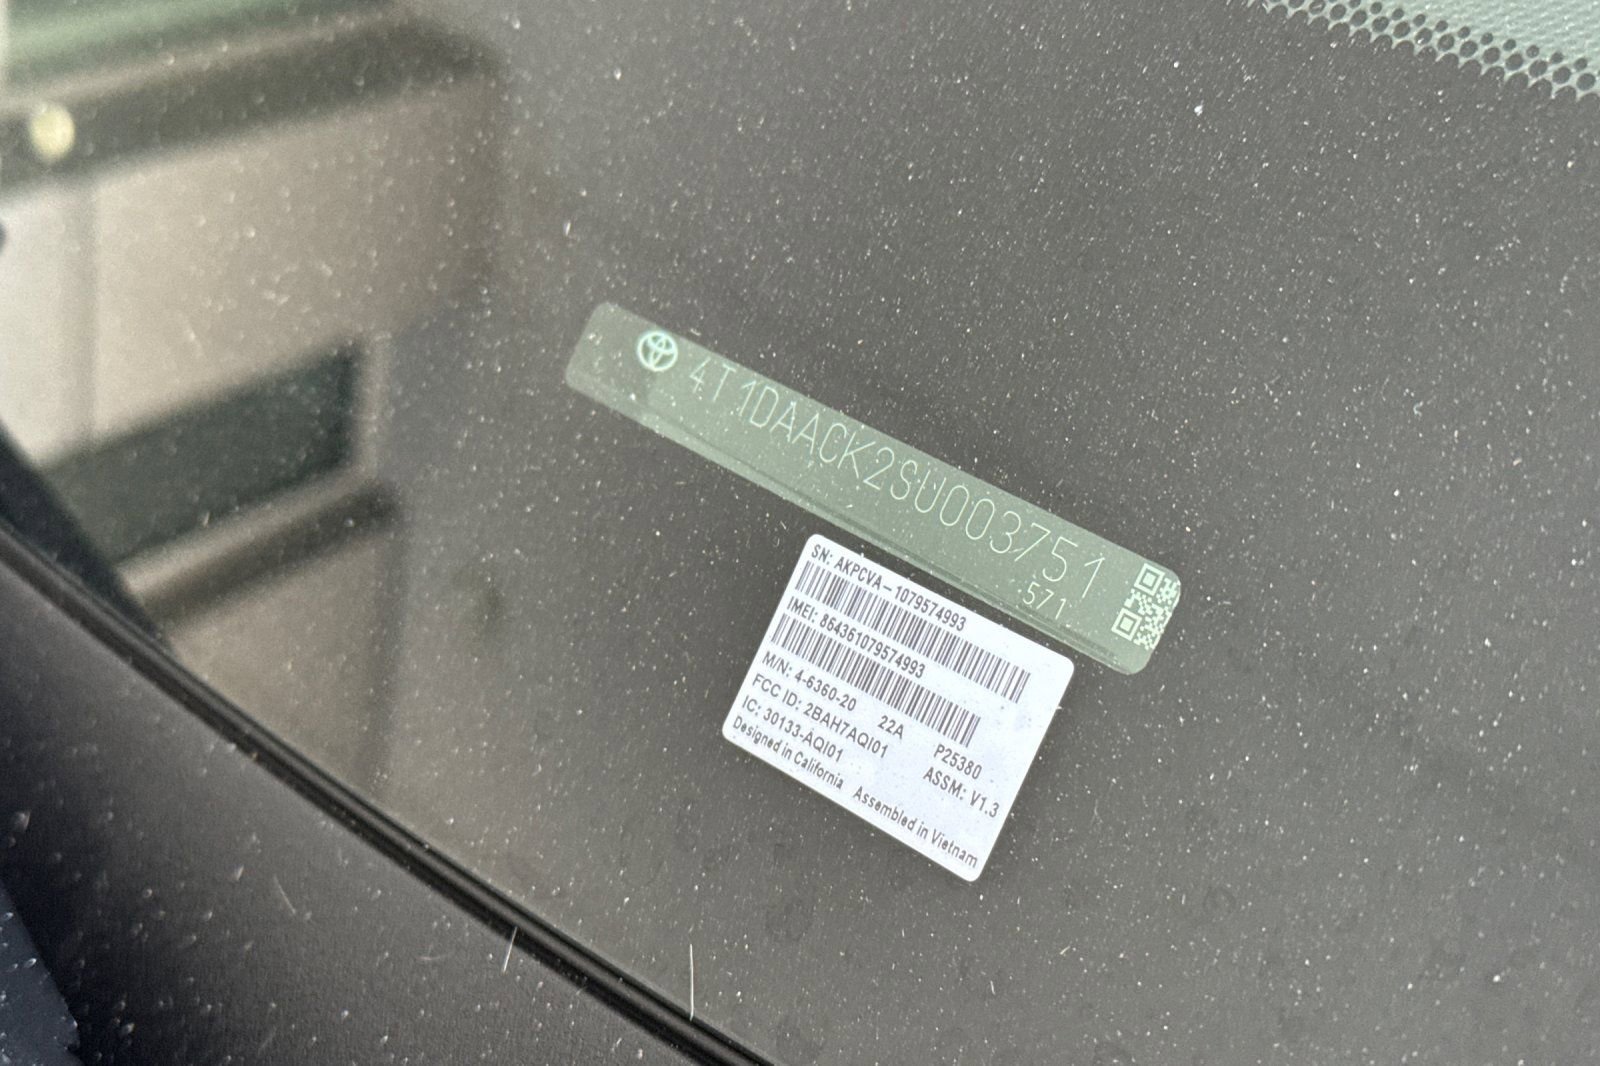 4T1DAACK2SU003751
571
SN: AKPCVA-1079574993
IMEI: 864361079574993
M/N: 4-6360-20 22A P25380
FCC ID: 2BAH7AQI01 ASSM: V1.3
IC: 30133-AQI01
Designed in California Assembled in Vietnam